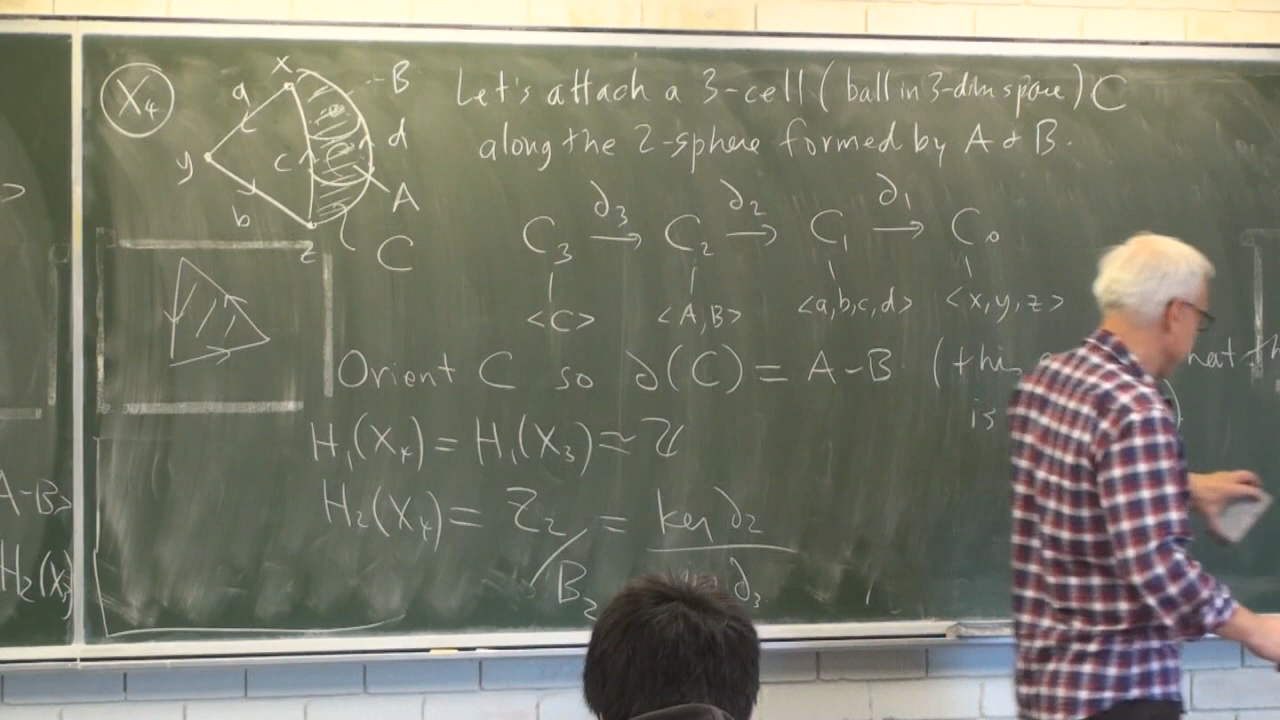 X₄
x
a
B
y
c
d
b
A
z
C
Let's attach a 3-cell (ball in 3-dim space) C
along the 2-sphere formed by A & B.
C₃ —∂₃→ C₂ —∂₂→ C₁ —∂₁→ C₀
<C> <A,B> <a,b,c,d> <x,y,z>
Orient C so ∂(C) = A-B (this
is
H₁(X₄) = H₁(X₃) ≈ ℤ
H₂(X₄) = Z₂/B₂ = ker ∂₂ / ∂₃
>
A-B>
H₂(X₃